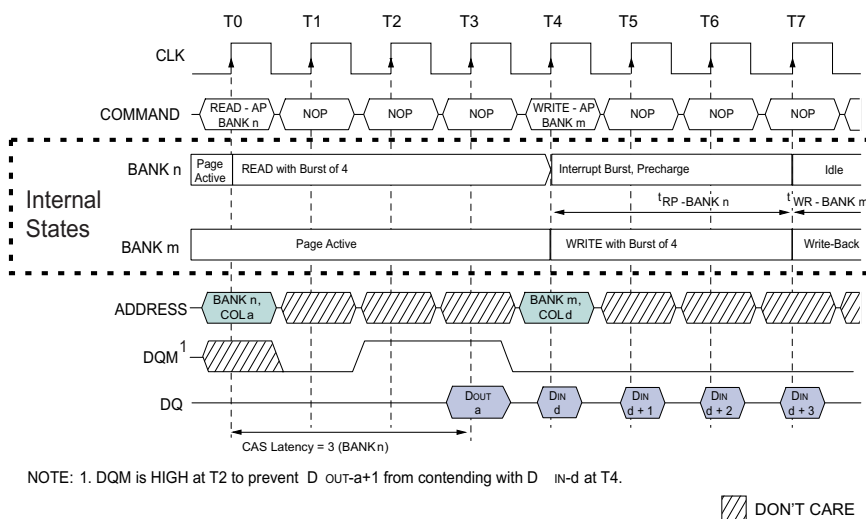 T0 T1 T2 T3 T4 T5 T6 T7
CLK
COMMAND READ - AP BANK n NOP NOP NOP WRITE - AP BANK m NOP NOP NOP
Internal States
BANK n Page Active READ with Burst of 4 Interrupt Burst, Precharge Idle
tRP -BANK n tWR - BANK m
BANK m Page Active WRITE with Burst of 4 Write-Back
ADDRESS BANK n, COL a BANK m, COL d
DQM 1
DQ DOUT a DIN d DIN d + 1 DIN d + 2 DIN d + 3
CAS Latency = 3 (BANK n)
NOTE: 1. DQM is HIGH at T2 to prevent D OUT-a+1 from contending with D IN-d at T4.
DON'T CARE